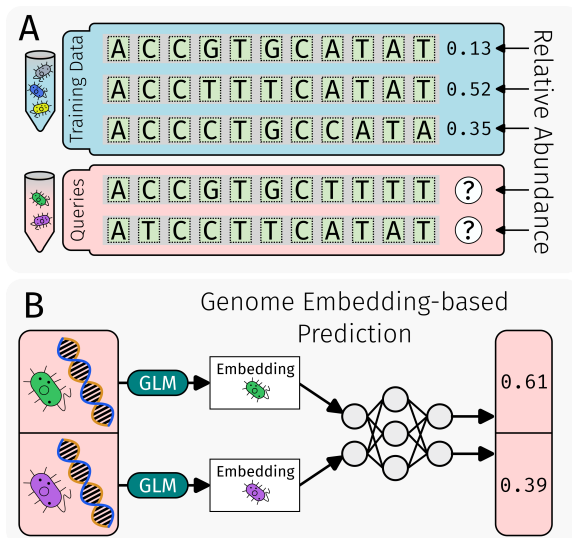 A
Training Data
A C C G T G C A T A T 0.13
A C C T T T C A T A T 0.52
A C C C T G C C A T A 0.35
Queries
A C C G T G C T T T T ?
A T C C T T C A T A T ?
Relative Abundance
B
Genome Embedding-based
Prediction
GLM
Embedding
0.61
GLM
Embedding
0.39